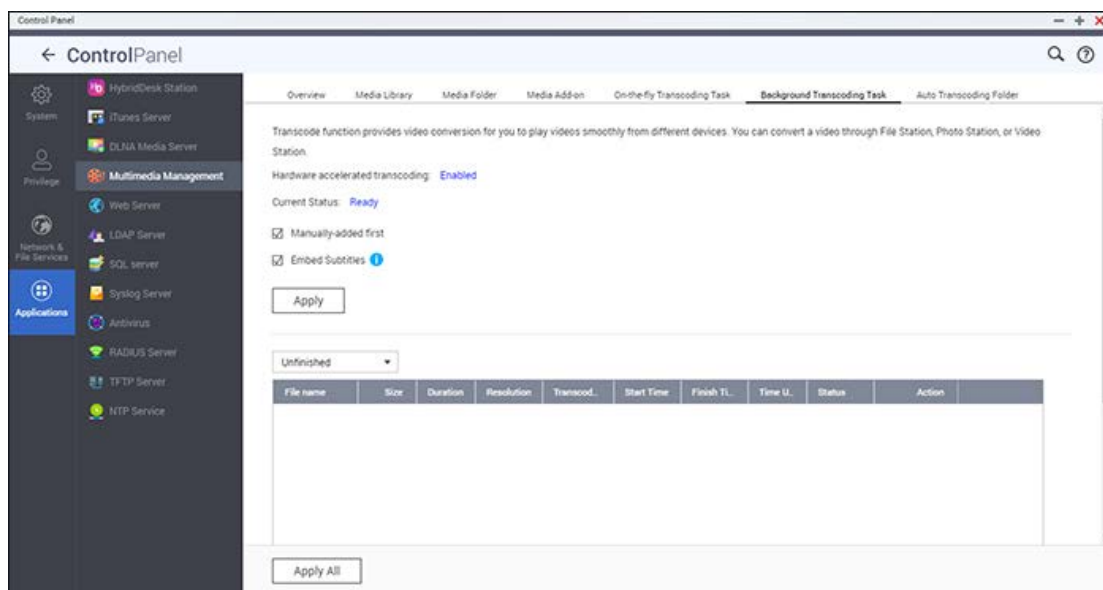 Control Panel
ControlPanel
System
Privilege
Network &
File Services
Applications
HybridDesk Station
iTunes Server
DLNA Media Server
Multimedia Management
Web Server
LDAP Server
SQL server
Syslog Server
Antivirus
RADIUS Server
TFTP Server
NTP Service
Overview Media Library Media Folder Media Add-on On-the-fly Transcoding Task Background Transcoding Task Auto Transcoding Folder
Transcode function provides video conversion for you to play videos smoothly from different devices. You can convert a video through File Station, Photo Station, or Video
Station.
Hardware accelerated transcoding: Enabled
Current Status: Ready
Manually-added first
Embed Subtitles
Apply
Unfinished
File name Size Duration Resolution Transcod... Start Time Finish Ti... Time U... Status Action
Apply All